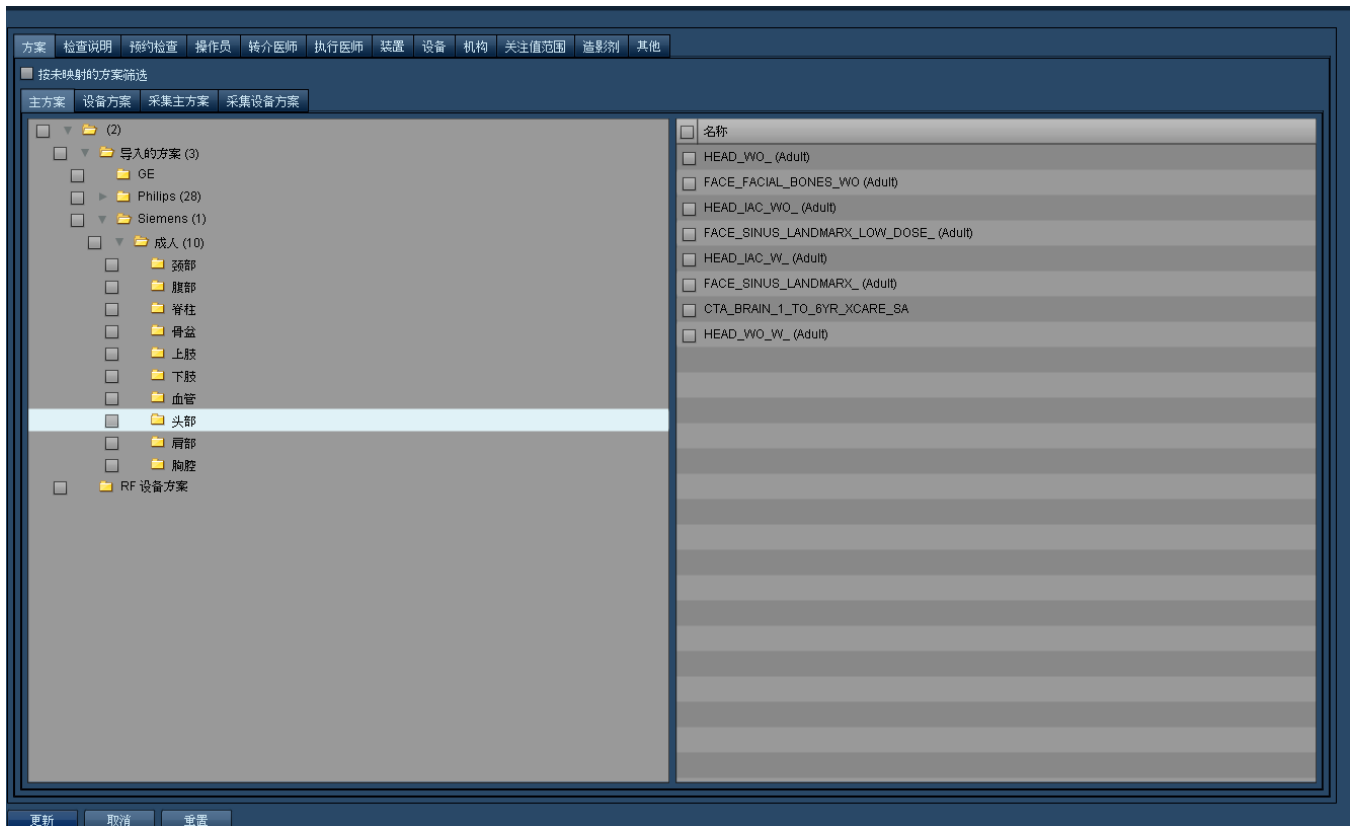 方案 检查说明 预约检查 操作员 转介医师 执行医师 装置 设备 机构 关注值范围 造影剂 其他
按未映射的方案筛选
主方案 设备方案 采集主方案 采集设备方案
(2)
导入的方案 (3)
GE
Philips (28)
Siemens (1)
成人 (10)
颈部
腹部
脊柱
骨盆
上肢
下肢
血管
头部
肩部
胸腔
RF 设备方案
名称
HEAD_WO_ (Adult)
FACE_FACIAL_BONES_WO (Adult)
HEAD_IAC_WO_ (Adult)
FACE_SINUS_LANDMARX_LOW_DOSE_ (Adult)
HEAD_IAC_W_ (Adult)
FACE_SINUS_LANDMARX_ (Adult)
CTA_BRAIN_1_TO_6YR_XCARE_SA
HEAD_WO_W_ (Adult)
更新 取消 重置